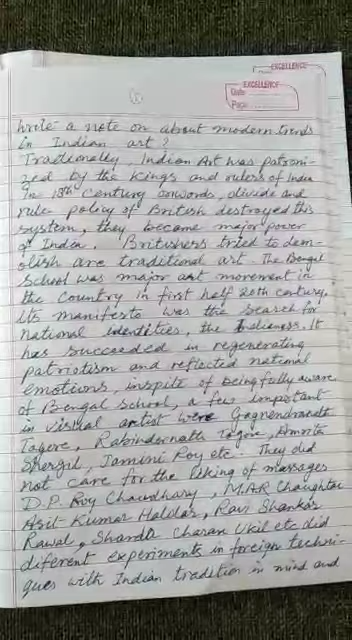 EXCELLENCE
EXCELLENCE
Date
Page
Write a note on about modern trends
in Indian art?
Traditionally, Indian Art was patroni-
zed by the kings and rulers of India
In 18th Century onwords, divide and
rule policy of British destroyed this
system, they became major power
of India. Britishers tried to dem-
olish are traditional art. The Bengal
School was major art movement in
the country in first half 20th century.
Its manifesto was the search for
national identities, the Indianess. It
has succeeded in regenerating
patriotism and reflected national
emotions, inspite of being fully aware
of Bengal School, a few important
in visual artist were Gagnendranath
Tagore, Rabindernath Tagore, Amrita
Shergil, Jamini Roy etc. They did
not care for the liking of massages
D.P. Roy Chaudhary, M.A.R Chaughtai
Asit Kumar Haldar, Ravi Shankar
Rawal, Sharda Charan Ukil etc did
diferent experiments in foreign techni-
ques with Indian tradition in mind and